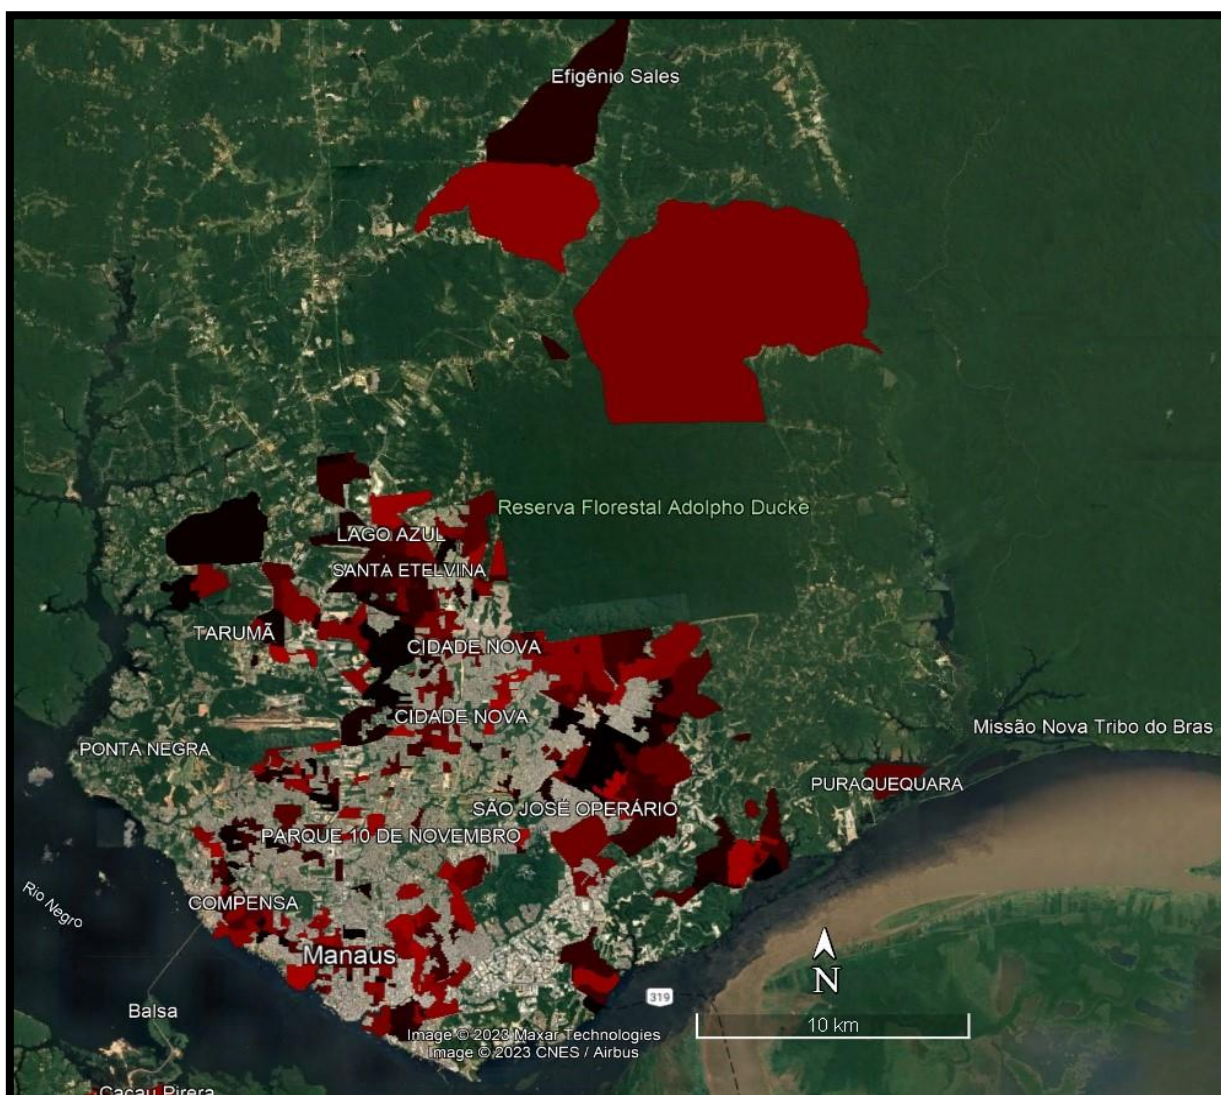 Efigênio Sales
Reserva Florestal Adolpho Ducke
LAGO AZUL
SANTA ETELVINA
TARUMÃ
CIDADE NOVA
CIDADE NOVA
Missão Nova Tribo do Bras
PONTA NEGRA
PURAQUEQUARA
SÃO JOSÉ OPERÁRIO
PARQUE 10 DE NOVEMBRO
Rio Negro
COMPENSA
Manaus
N
319
Balsa
10 km
Image © 2023 Maxar Technologies
Image © 2023 CNES / Airbus
Cacau Pirera